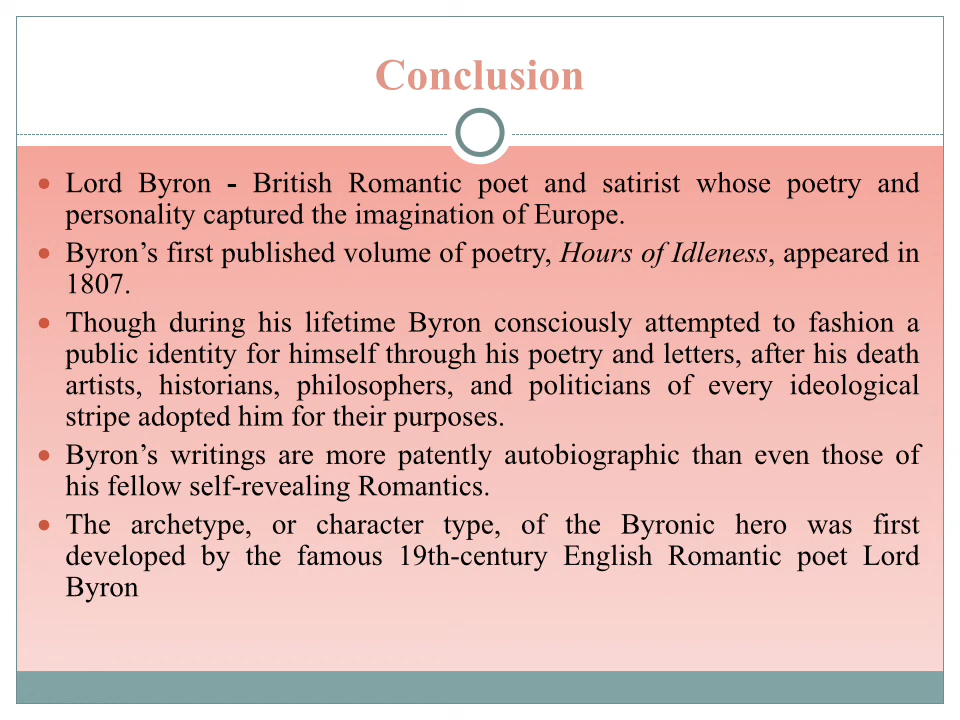 Conclusion
Lord Byron - British Romantic poet and satirist whose poetry and
personality captured the imagination of Europe.
Byron’s first published volume of poetry, Hours of Idleness, appeared in
1807.
Though during his lifetime Byron consciously attempted to fashion a
public identity for himself through his poetry and letters, after his death
artists, historians, philosophers, and politicians of every ideological
stripe adopted him for their purposes.
Byron’s writings are more patently autobiographic than even those of
his fellow self-revealing Romantics.
The archetype, or character type, of the Byronic hero was first
developed by the famous 19th-century English Romantic poet Lord
Byron